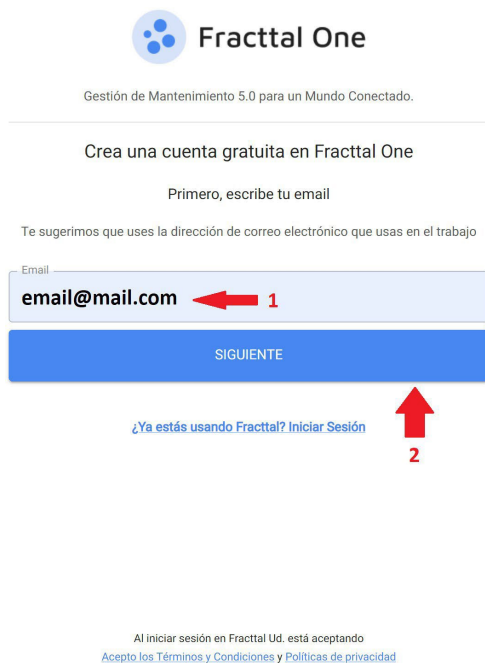 Fracttal One
Gestión de Mantenimiento 5.0 para un Mundo Conectado.
Crea una cuenta gratuita en Fracttal One
Primero, escribe tu email
Te sugerimos que uses la dirección de correo electrónico que usas en el trabajo
Email
email@mail.com 1
SIGUIENTE
¿Ya estás usando Fracttal? Iniciar Sesión
2
Al iniciar sesión en Fracttal Ud. está aceptando
Acepto los Términos y Condiciones y Políticas de privacidad